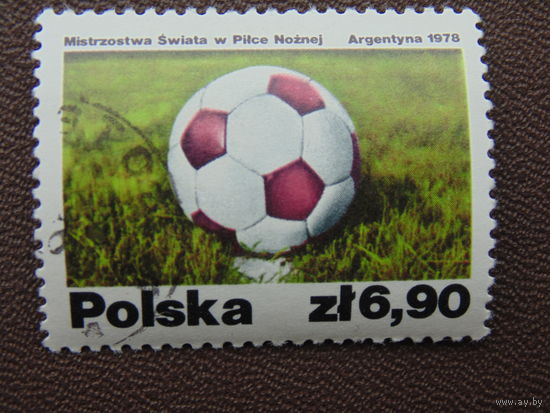 Mistrzostwa Świata w Piłce Nożnej Argentyna 1978
Polska zł6,90
www.ay.by